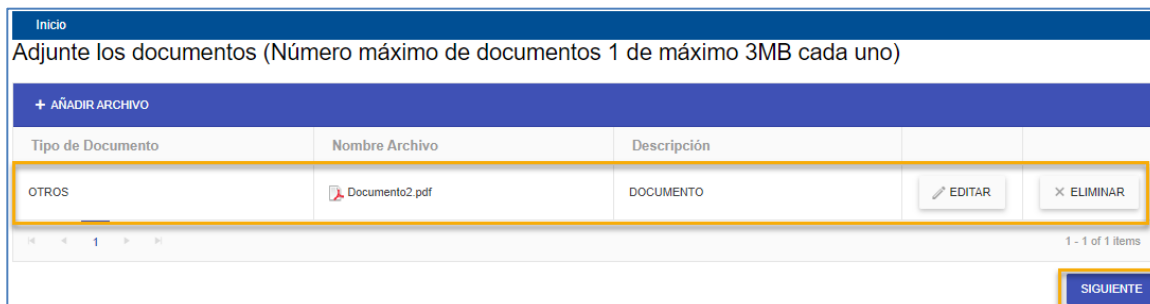 Inicio
Adjunte los documentos (Número máximo de documentos 1 de máximo 3MB cada uno)
+ AÑADIR ARCHIVO
Tipo de Documento Nombre Archivo Descripción
OTROS Documento2.pdf DOCUMENTO EDITAR × ELIMINAR
1 1 - 1 of 1 items
SIGUIENTE